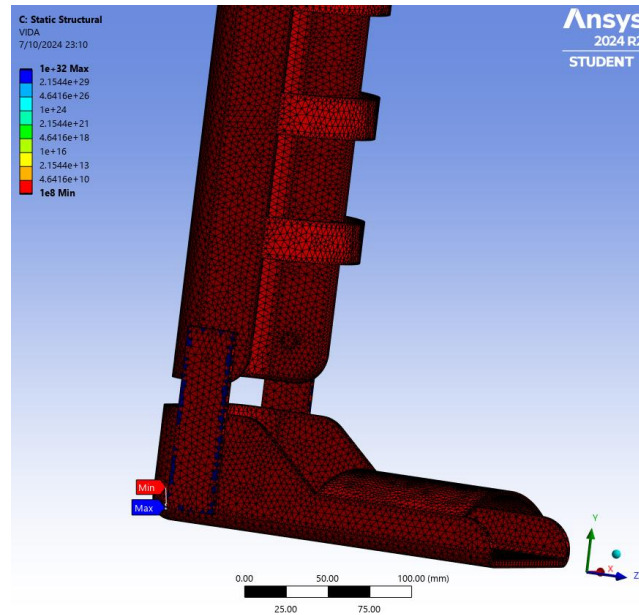 C: Static Structural
VIDA
7/10/2024 23:10
1e+32 Max
2.1544e+29
4.6416e+26
1e+24
2.1544e+21
4.6416e+18
1e+16
2.1544e+13
4.6416e+10
1e8 Min
Ansys
2024 R2
STUDENT
Min
Max
0.00 50.00 100.00 (mm)
25.00 75.00
Y
X
Z